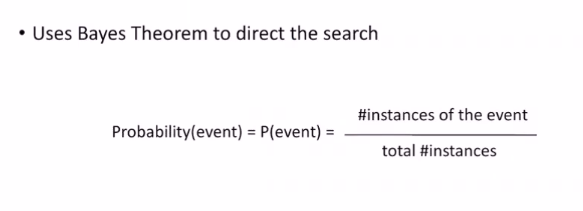 • Uses Bayes Theorem to direct the search
#instances of the event
Probability(event) = P(event) =
total #instances